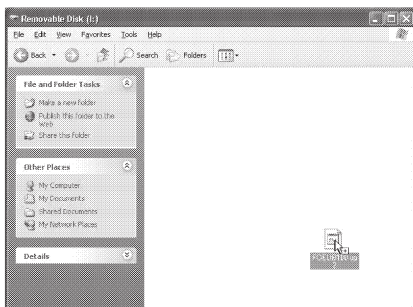 Removable Disk (I:)
File Edit View Favorites Tools Help
Back Search Folders
File and Folder Tasks
Make a new folder
Publish this folder to the
Web
Share this folder
Other Places
My Computer
My Documents
Shared Documents
My Network Places
Details